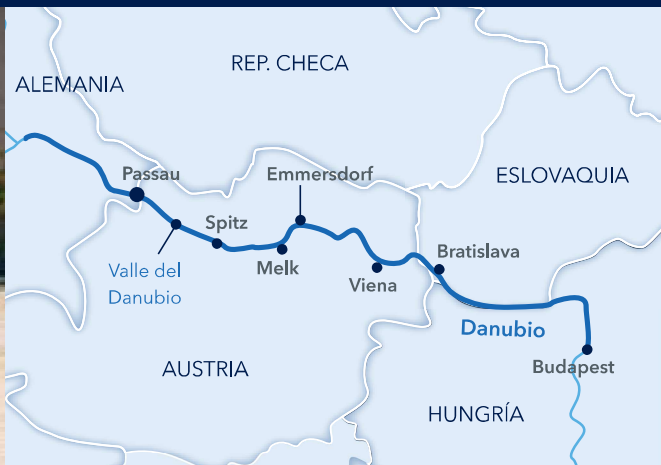 REP. CHECA
ALEMANIA
Passau
Emmersdorf
ESLOVAQUIA
Spitz
Bratislava
Valle del
Danubio
Melk
Viena
Danubio
AUSTRIA
Budapest
HUNGRÍA